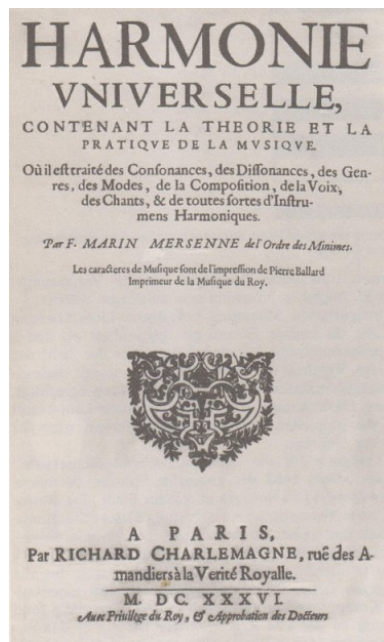 HARMONIE
VNIVERSELLE,
CONTENANT LA THEORIE ET LA
PRATIQVE DE LA MVSIQVE.
Où il est traité des Consonances, des Dissonances, des Gen-
res, des Modes, de la Composition, de la Voix,
des Chants, & de toutes sortes d'Instru-
mens Harmoniques.
Par F. MARIN MERSENNE de l'Ordre des Minimes.
Les caracteres de Musique sont de l'impression de Pierre Ballard
Imprimeur de la Musique du Roy.
A PARIS,
Par RICHARD CHARLEMAGNE, ruë des A-
mandiers à la Verité Royalle.
M. DC. XXXVI.
Auec Priuilege du Roy, & Approbation des Docteurs